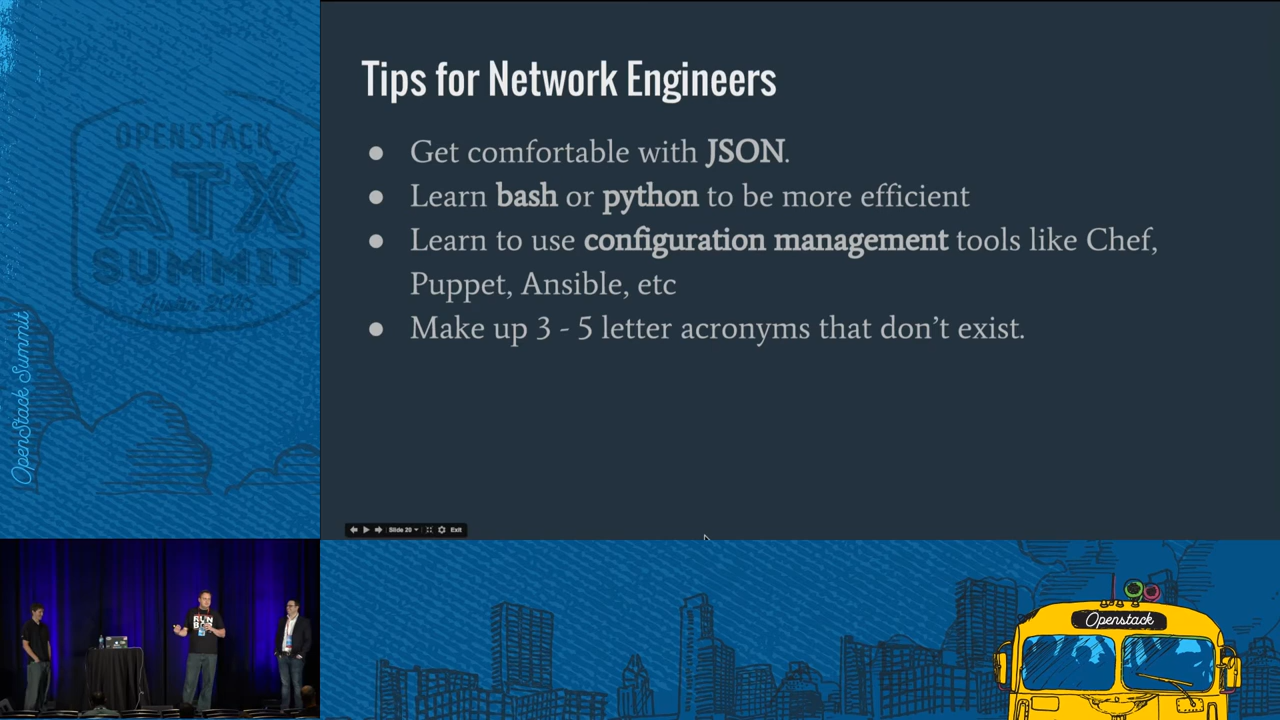 Tips for Network Engineers
● Get comfortable with JSON.
● Learn bash or python to be more efficient
● Learn to use configuration management tools like Chef,
Puppet, Ansible, etc
● Make up 3 - 5 letter acronyms that don’t exist.
Slide 20
Exit
OPENSTACK
ATX
SUMMIT
Austin 2016
OpenStack Summit
Openstack
RUN